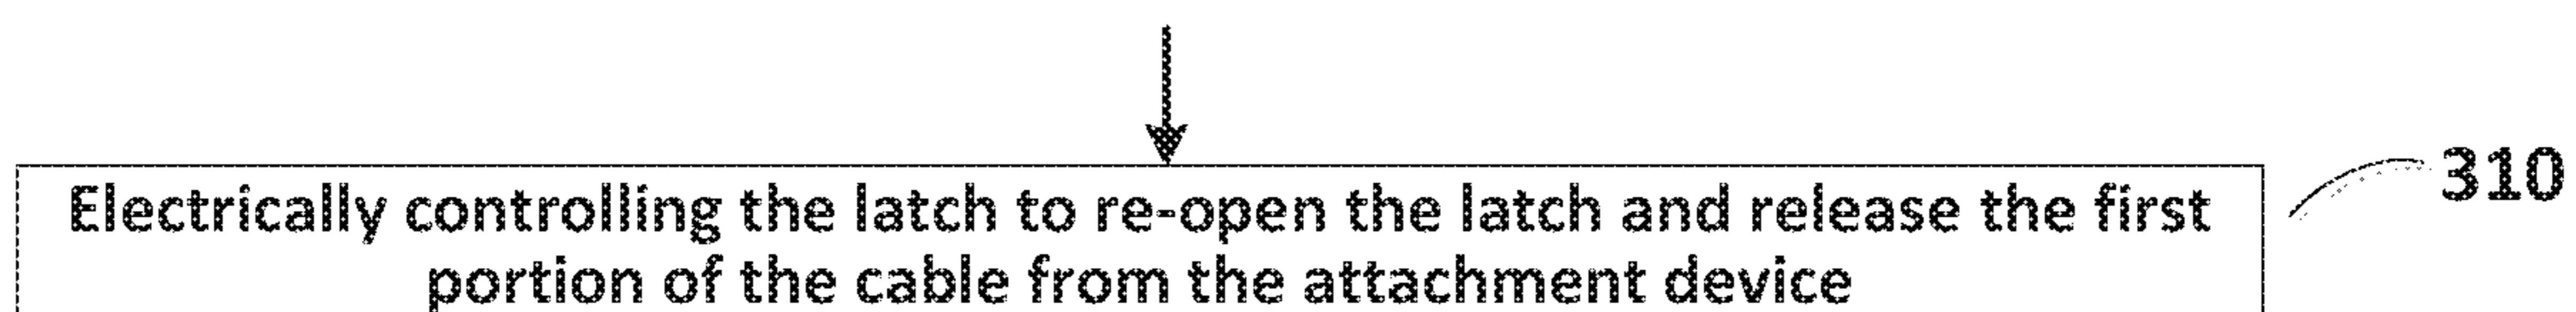 310
Electrically controlling the latch to re-open the latch and release the first
portion of the cable from the attachment device